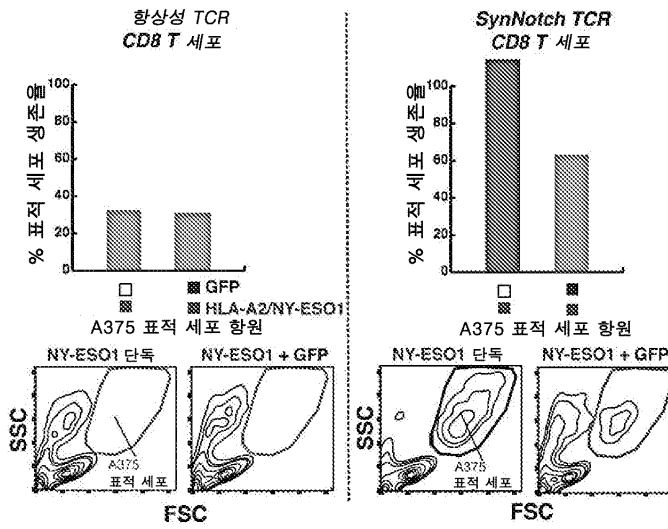 항상성 TCR
CD8 T 세포
% 표적 세포 생존율
100
80
60
40
20
0
GFP
HLA-A2/NY-ESO1
A375 표적 세포 항원
NY-ESO1 단독
NY-ESO1 + GFP
SSC
A375
표적 세포
FSC
SynNotch TCR
CD8 T 세포
% 표적 세포 생존율
100
80
60
40
20
0
A375 표적 세포 항원
NY-ESO1 단독
NY-ESO1 + GFP
SSC
A375
표적 세포
FSC